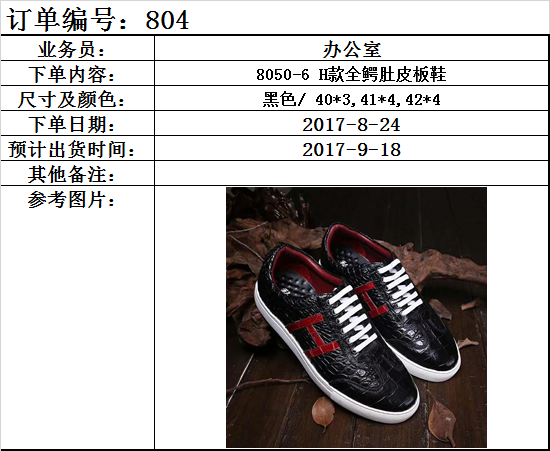 订单编号：804
业务员： 办公室
下单内容： 8050-6 H款全鳄肚皮板鞋
尺寸及颜色： 黑色/ 40*3,41*4,42*4
下单日期： 2017-8-24
预计出货时间： 2017-9-18
其他备注：
参考图片：